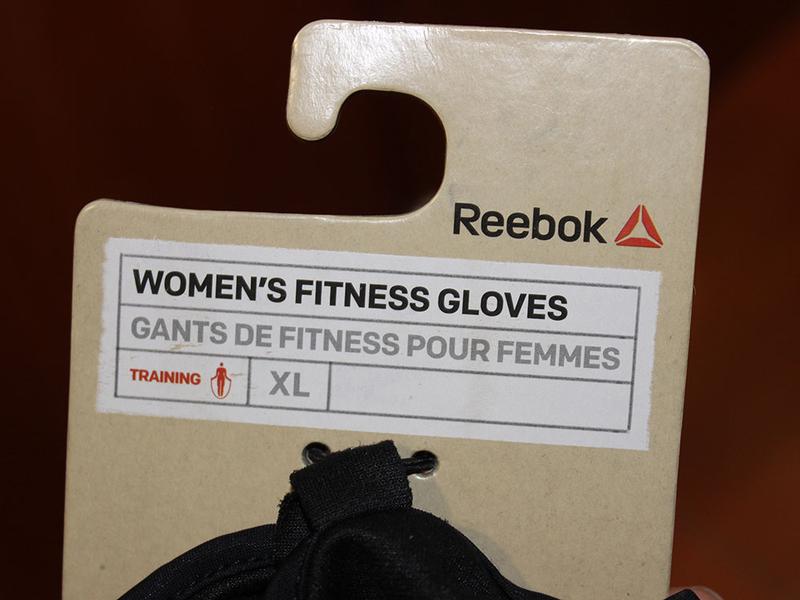 Reebok
WOMEN'S FITNESS GLOVES
GANTS DE FITNESS POUR FEMMES
TRAINING XL